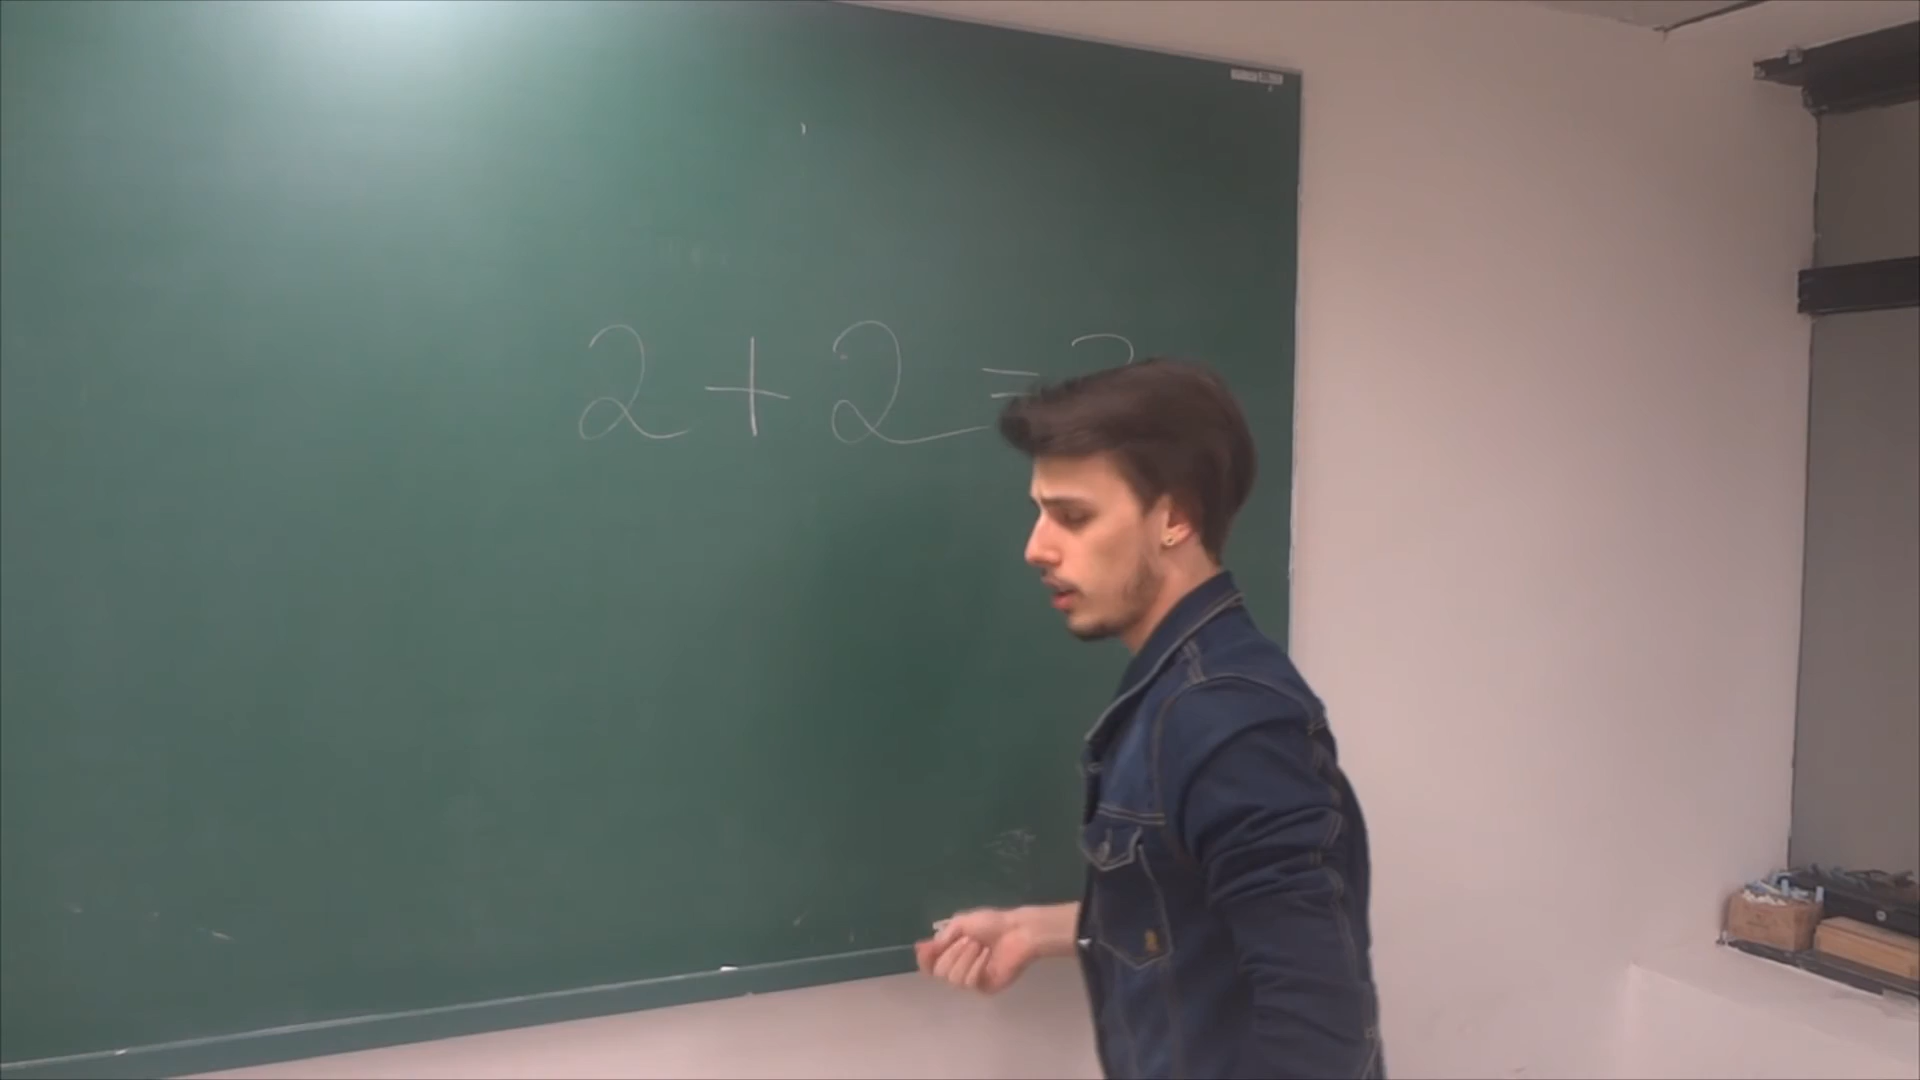 2 + 2 =